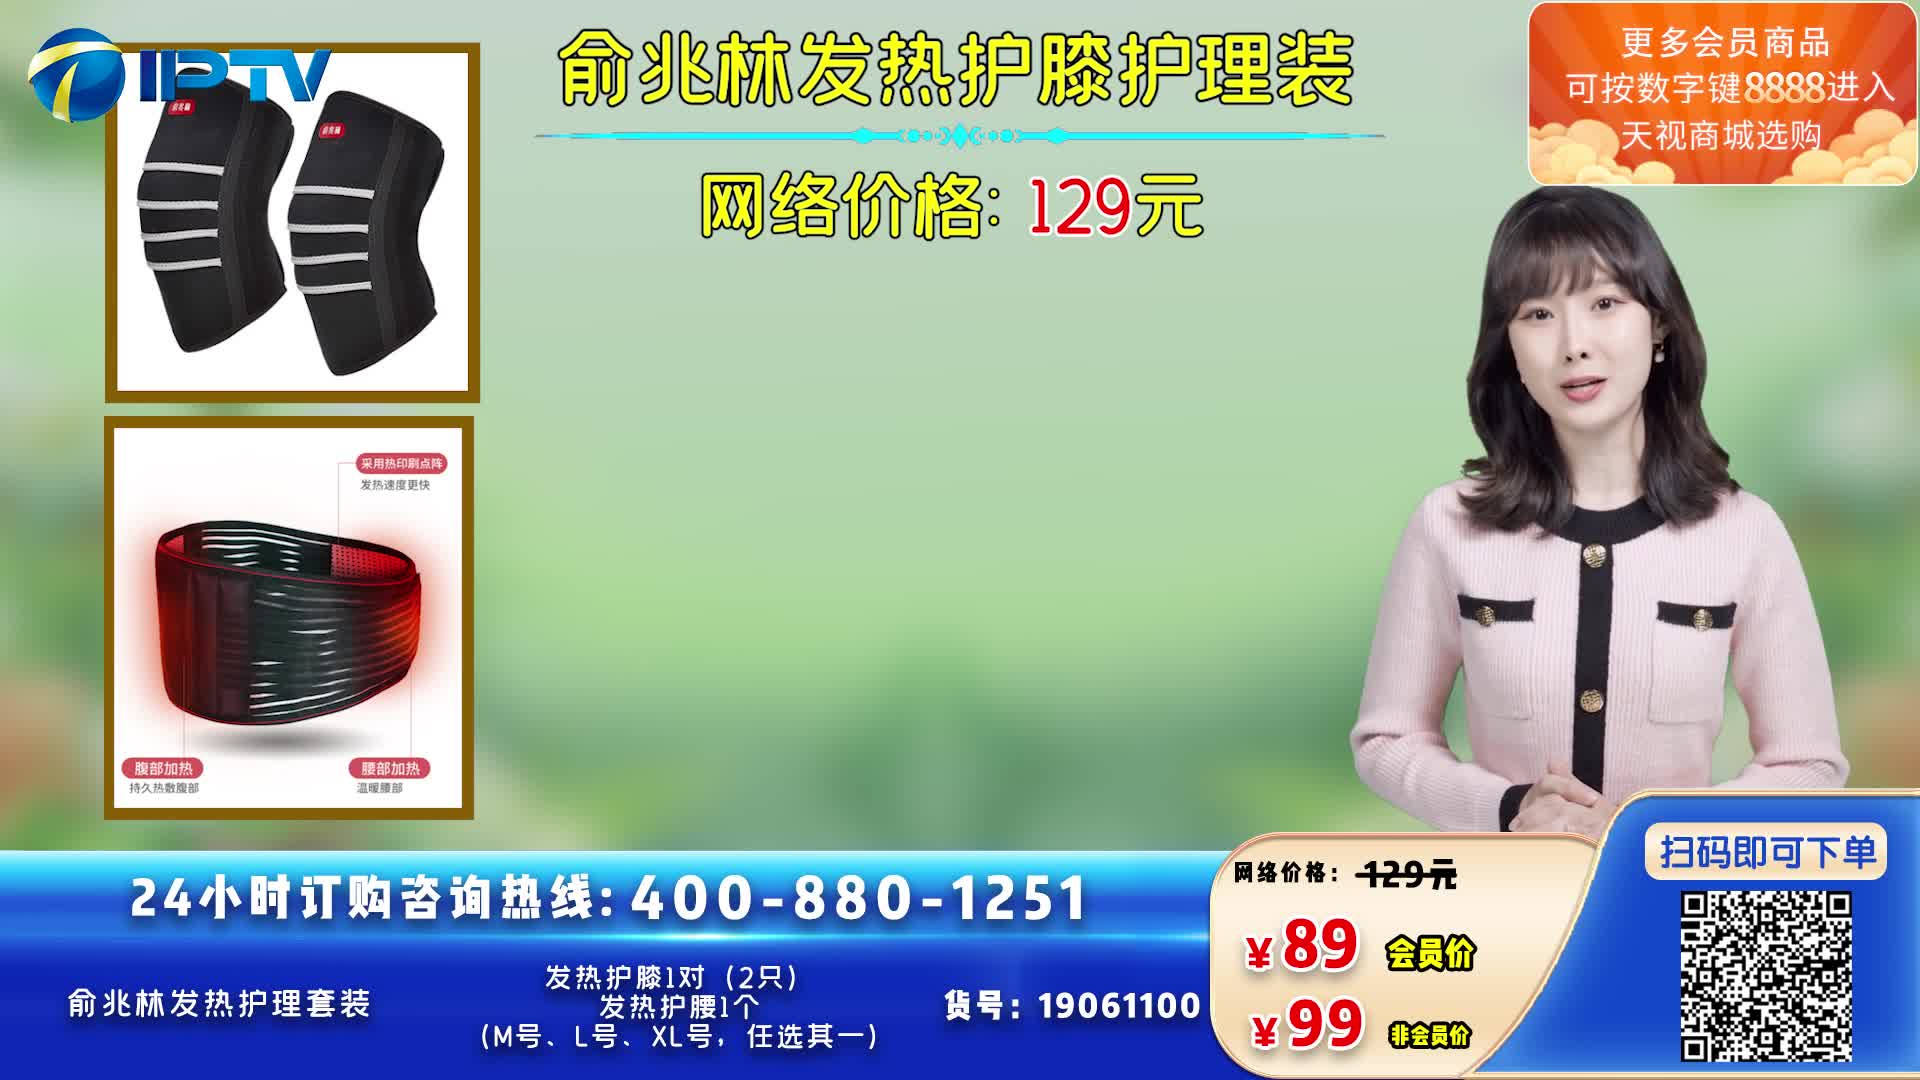 IPTV
俞兆林发热护膝护理装
网络价格: 129元
更多会员商品
可按数字键8888进入
天视商城选购
俞兆林
俞兆林
采用热印刷点阵
发热速度更快
腹部加热
持久热敷腹部
腰部加热
温暖腰部
24小时订购咨询热线: 400-880-1251
俞兆林发热护理套装
发热护膝1对（2只）
发热护腰1个
(M号、L号、XL号，任选其一)
货号：19061100
网络价格：129元
¥89 会员价
¥99 非会员价
扫码即可下单